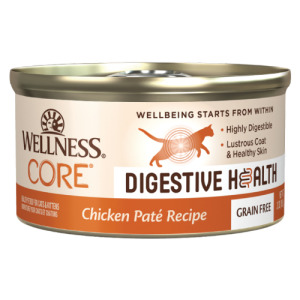 WELLBEING STARTS FROM WITHIN
WELLNESS
CORE®
• Highly Digestible
• Lustrous Coat
& Healthy Skin
DIGESTIVE HEALTH
Chicken Paté Recipe
GRAIN FREE